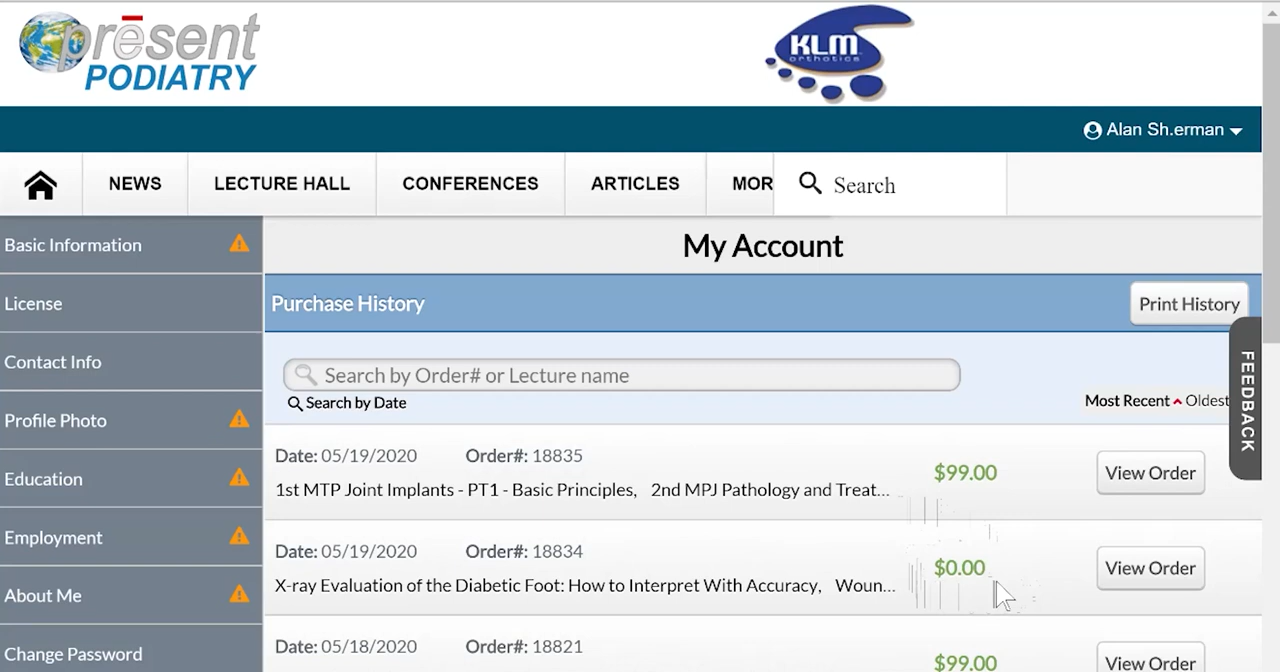 prēsent
PODIATRY
KLM
orthotics
Alan Sh.erman
NEWS
LECTURE HALL
CONFERENCES
ARTICLES
MOR
Search
Basic Information
License
Contact Info
Profile Photo
Education
Employment
About Me
Change Password
My Account
Purchase History
Print History
Search by Order# or Lecture name
Search by Date
Most Recent
Oldest
FEEDBACK
Date: 05/19/2020 Order#: 18835
1st MTP Joint Implants - PT1 - Basic Principles, 2nd MPJ Pathology and Treat...
$99.00
View Order
Date: 05/19/2020 Order#: 18834
X-ray Evaluation of the Diabetic Foot: How to Interpret With Accuracy, Woun...
$0.00
View Order
Date: 05/18/2020 Order#: 18821
$99.00
View Order